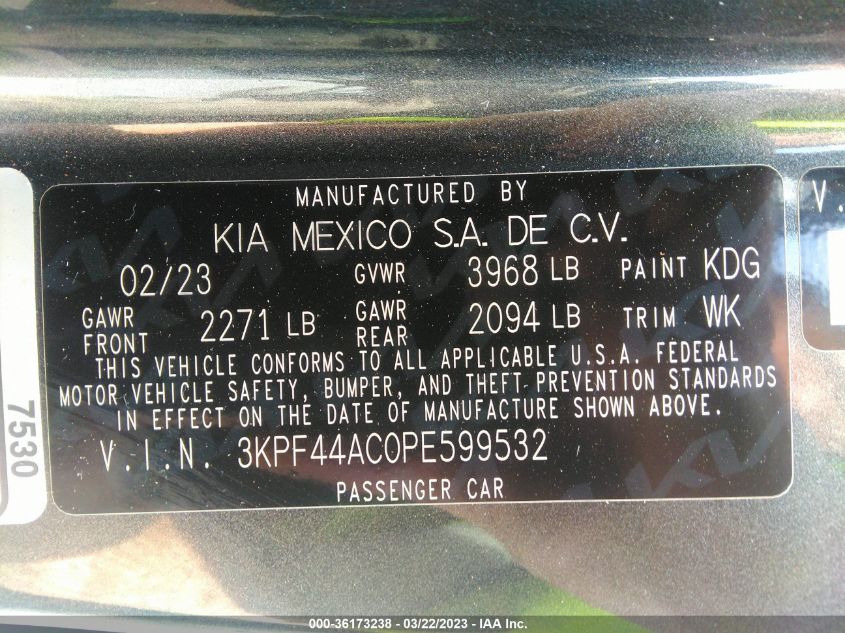 MANUFACTURED BY
KIA MEXICO S.A. DE C.V.
02/23 GVWR 3968 LB PAINT KDG
GAWR FRONT 2271 LB GAWR REAR 2094 LB TRIM WK
THIS VEHICLE CONFORMS TO ALL APPLICABLE U.S.A. FEDERAL
MOTOR VEHICLE SAFETY, BUMPER, AND THEFT PREVENTION STANDARDS
IN EFFECT ON THE DATE OF MANUFACTURE SHOWN ABOVE.
V.I.N. 3KPF44AC0PE599532
PASSENGER CAR
7530
V.
000-36173238 - 03/22/2023 - IAA Inc.